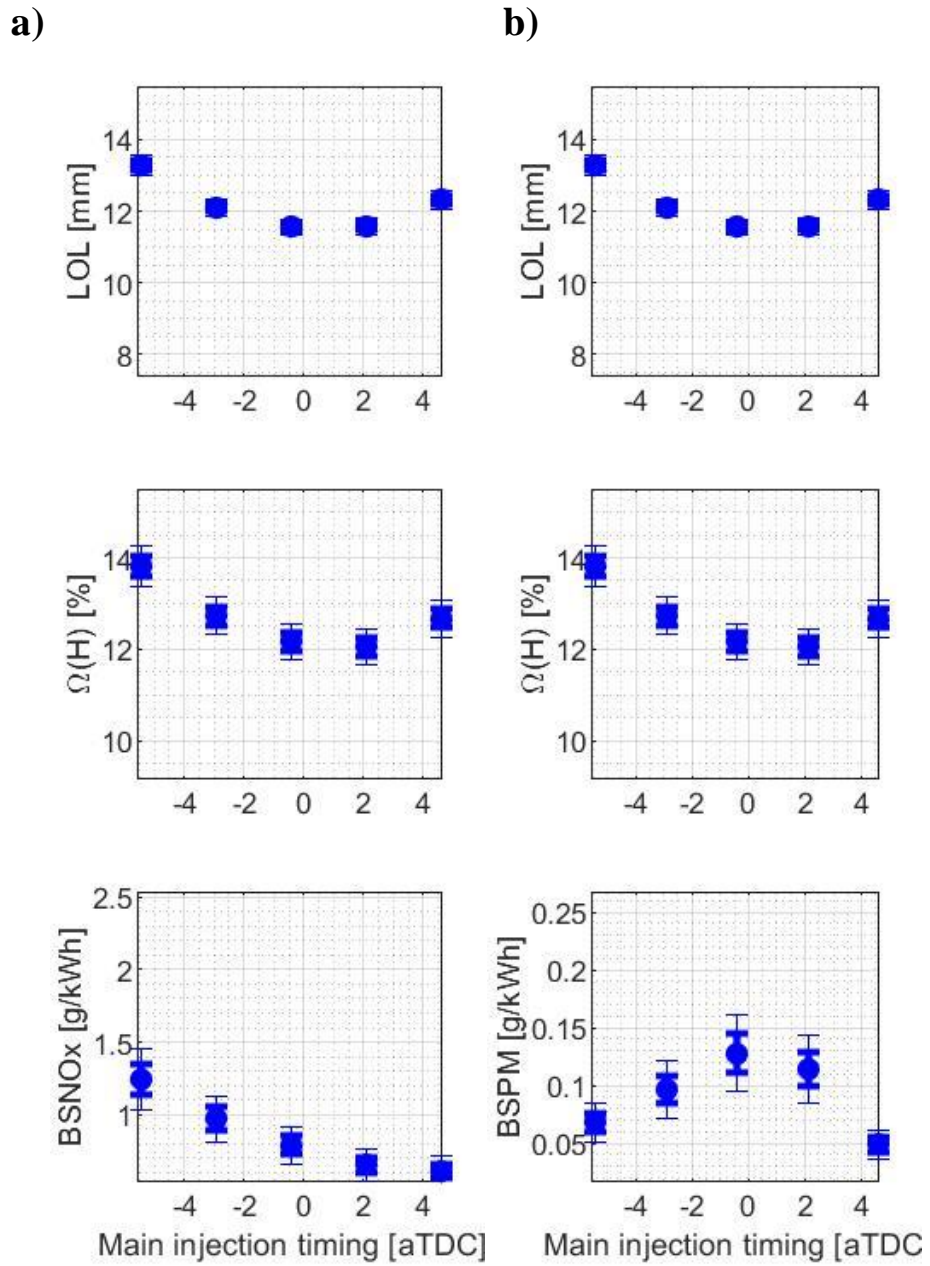 a) b)
LOL [mm]
14
12
10
8
-4 -2 0 2 4
LOL [mm]
14
12
10
8
-4 -2 0 2 4
Ω(H) [%]
14
12
10
-4 -2 0 2 4
Ω(H) [%]
14
12
10
-4 -2 0 2 4
BSNOx [g/kWh]
2.5
2
1.5
1
-4 -2 0 2 4
Main injection timing [aTDC]
BSPM [g/kWh]
0.25
0.2
0.15
0.1
0.05
-4 -2 0 2 4
Main injection timing [aTDC